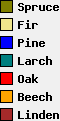 Spruce
Fir
Pine
Larch
Oak
Beech
Linden